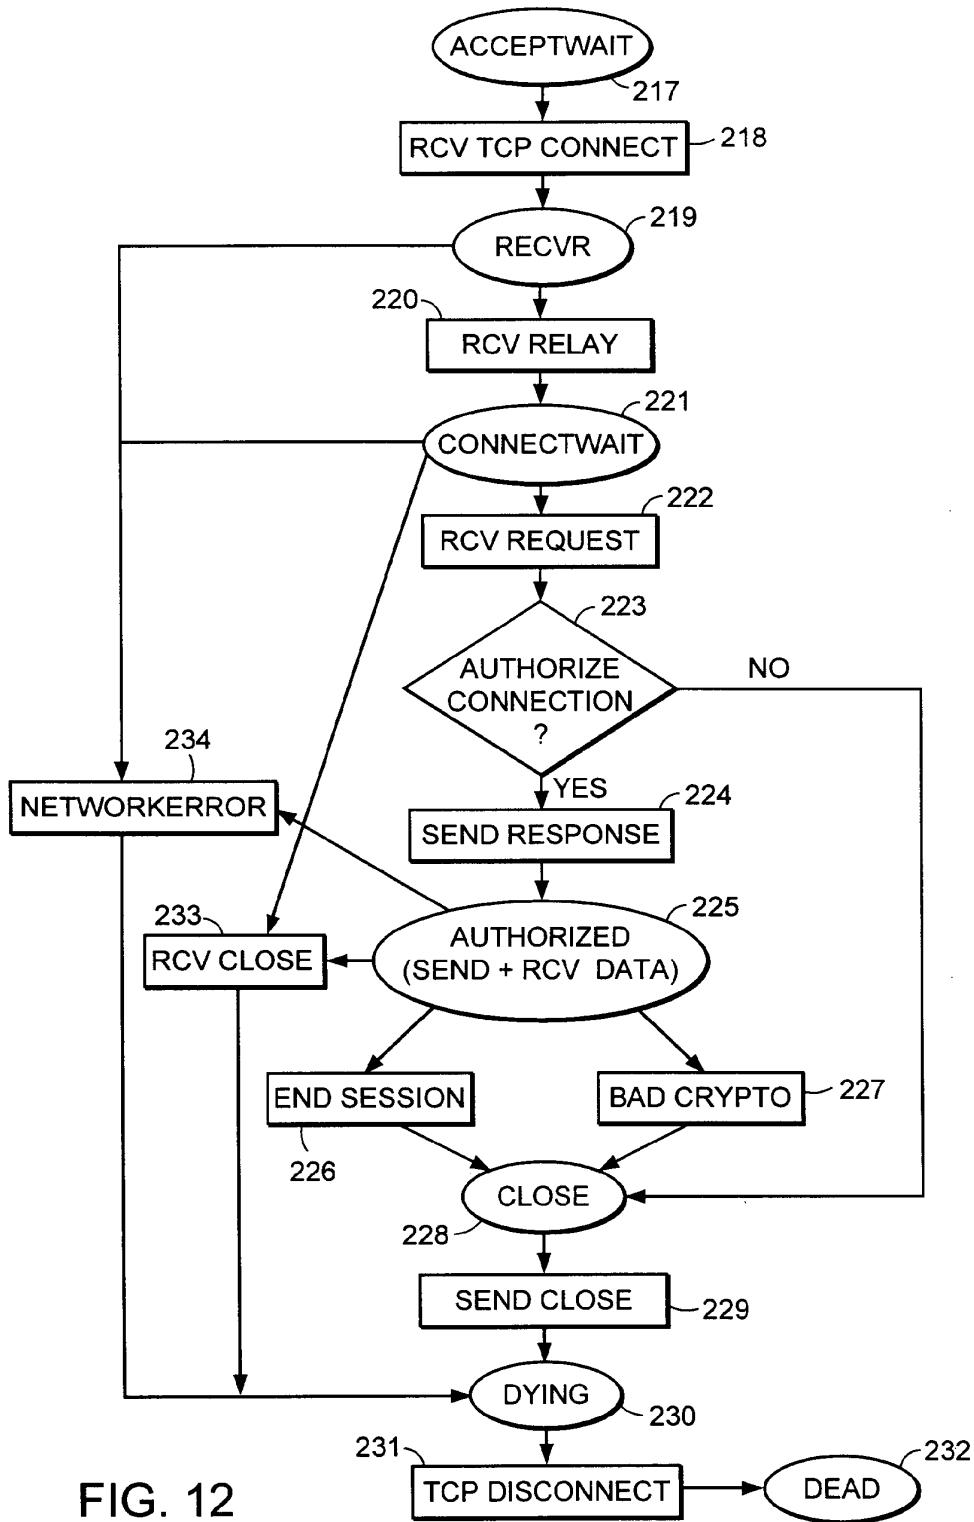 ACCEPTWAIT
217
RCV TCP CONNECT
218
219
RECVR
220
RCV RELAY
221
CONNECTWAIT
222
RCV REQUEST
223
AUTHORIZE
CONNECTION
?
NO
YES
234
NETWORKERROR
224
SEND RESPONSE
233
RCV CLOSE
225
AUTHORIZED
(SEND + RCV DATA)
END SESSION
226
BAD CRYPTO
227
CLOSE
228
SEND CLOSE
229
DYING
230
231
TCP DISCONNECT
232
DEAD
FIG. 12